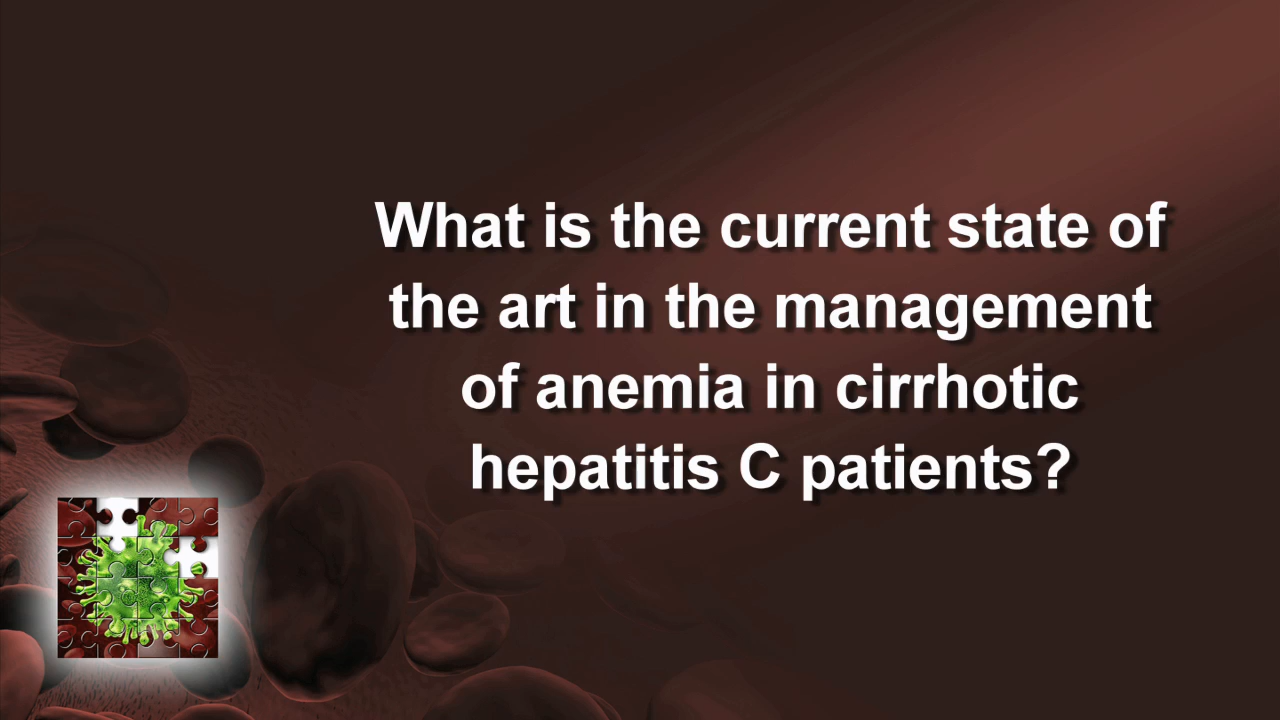 What is the current state of
the art in the management
of anemia in cirrhotic
hepatitis C patients?